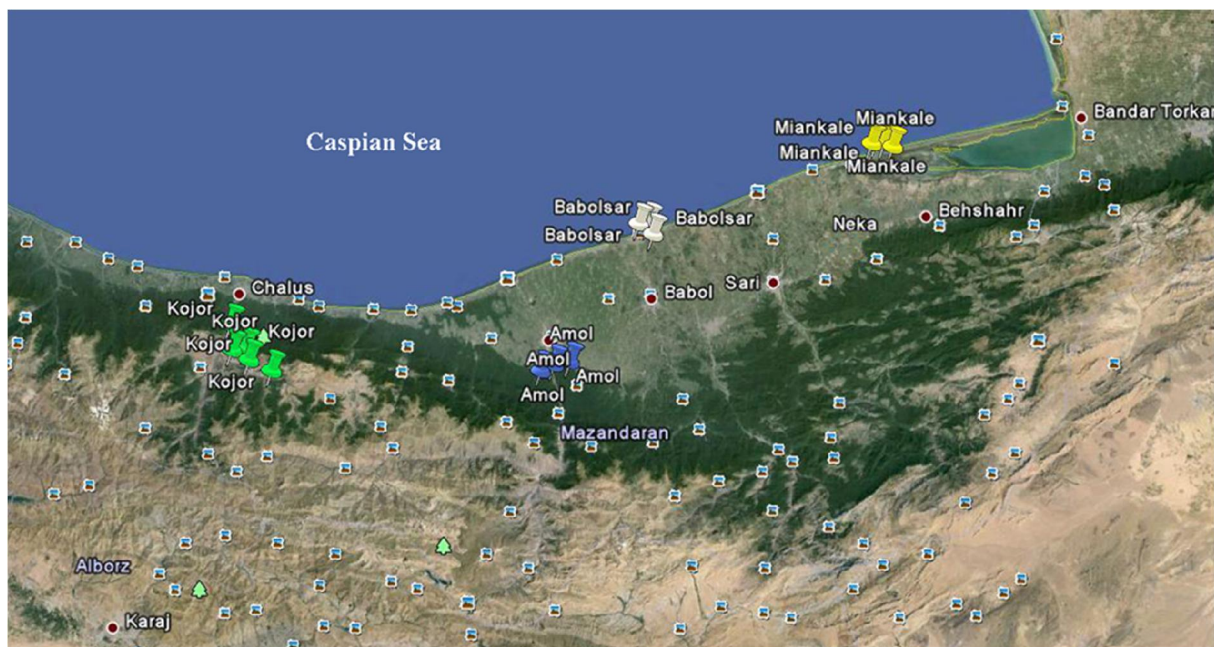 Caspian Sea
Miankale
Miankale
Miankale
Miankale
Bandar Torkar
Babolsar
Babolsar
Babolsar
Neka
Behshahr
Chalus
Kojor
Kojor
Kojor
Kojor
Kojor
Babol
Sari
Amol
Amol
Amol
Amol
Mazandaran
Alborz
Karaj